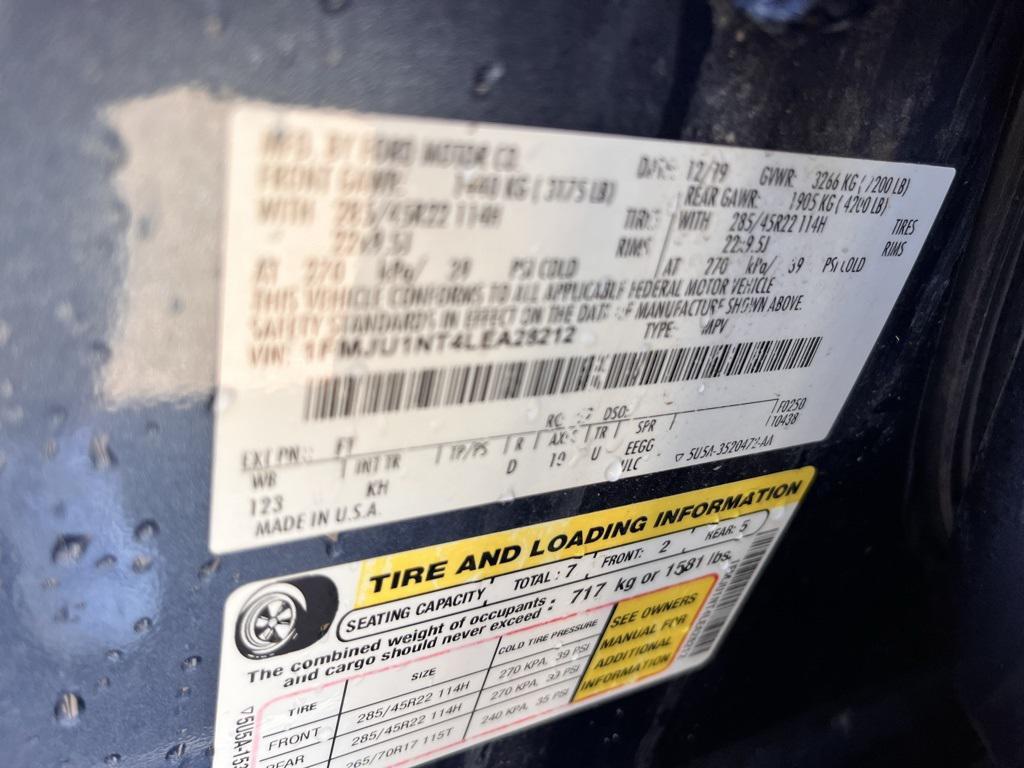 MFD. BY FORD MOTOR CO.
DATE: 12/19 GVWR: 3266 KG (7200 LB)
FRONT GAWR: 1440 KG (3175 LB)
REAR GAWR: 1905 KG (4200 LB)
WITH 285/45R22 114H TIRES
WITH 285/45R22 114H TIRES
22x9.5J RIMS
22x9.5J RIMS
AT 270 kPa/ 39 PSI COLD
AT 270 kPa/ 39 PSI COLD
THIS VEHICLE CONFORMS TO ALL APPLICABLE FEDERAL MOTOR VEHICLE
SAFETY STANDARDS IN EFFECT ON THE DATE OF MANUFACTURE SHOWN ABOVE.
VIN: 1FMJU1NT4LEA28212
TYPE: MPV
EXT PNT: RC: DSO: F0250
WB INT TR TP/PS R AXLE TR SPR 10438
123 KH D 19 U EEGG
▽ 5U5A-3520472-AA
MADE IN U.S.A.
TIRE AND LOADING INFORMATION
SEATING CAPACITY TOTAL: 7 FRONT: 2 REAR: 5
The combined weight of occupants and cargo should never exceed : 717 kg or 1581 lbs.
TIRE SIZE COLD TIRE PRESSURE
FRONT 285/45R22 114H 270 KPA, 39 PSI
REAR 285/45R22 114H 270 KPA, 39 PSI
265/70R17 115T 240 KPA, 35 PSI
SEE OWNERS
MANUAL FOR
ADDITIONAL
INFORMATION